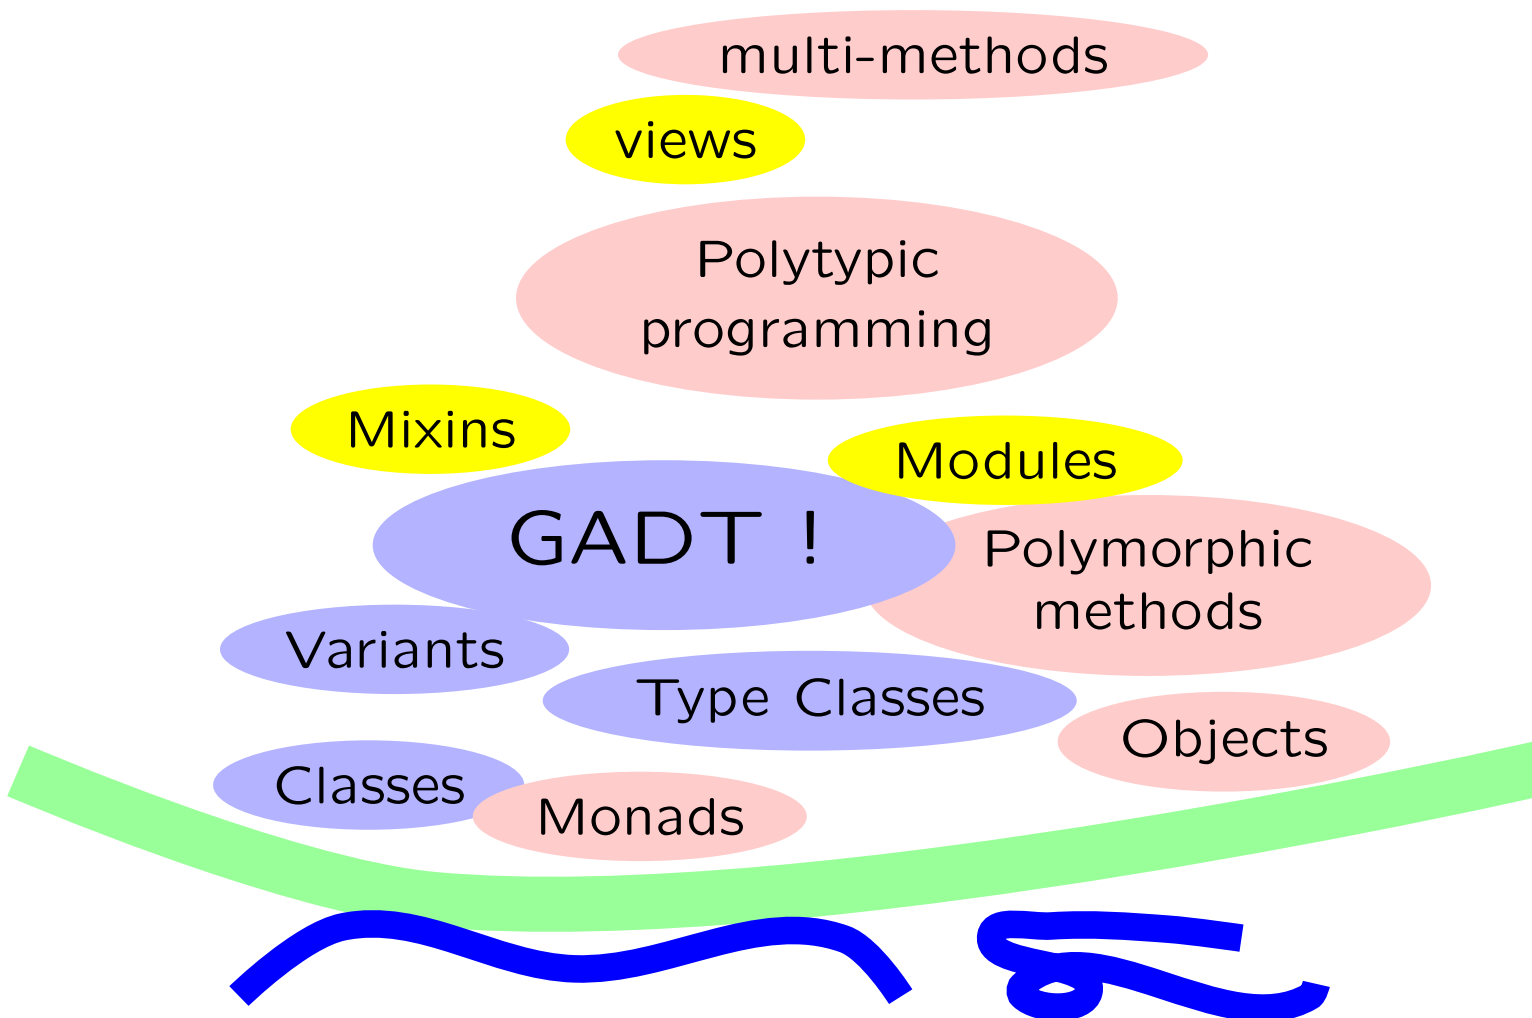 multi-methods
views
Polytypic
programming
Mixins
Modules
GADT !
Polymorphic
methods
Variants
Type Classes
Objects
Classes
Monads